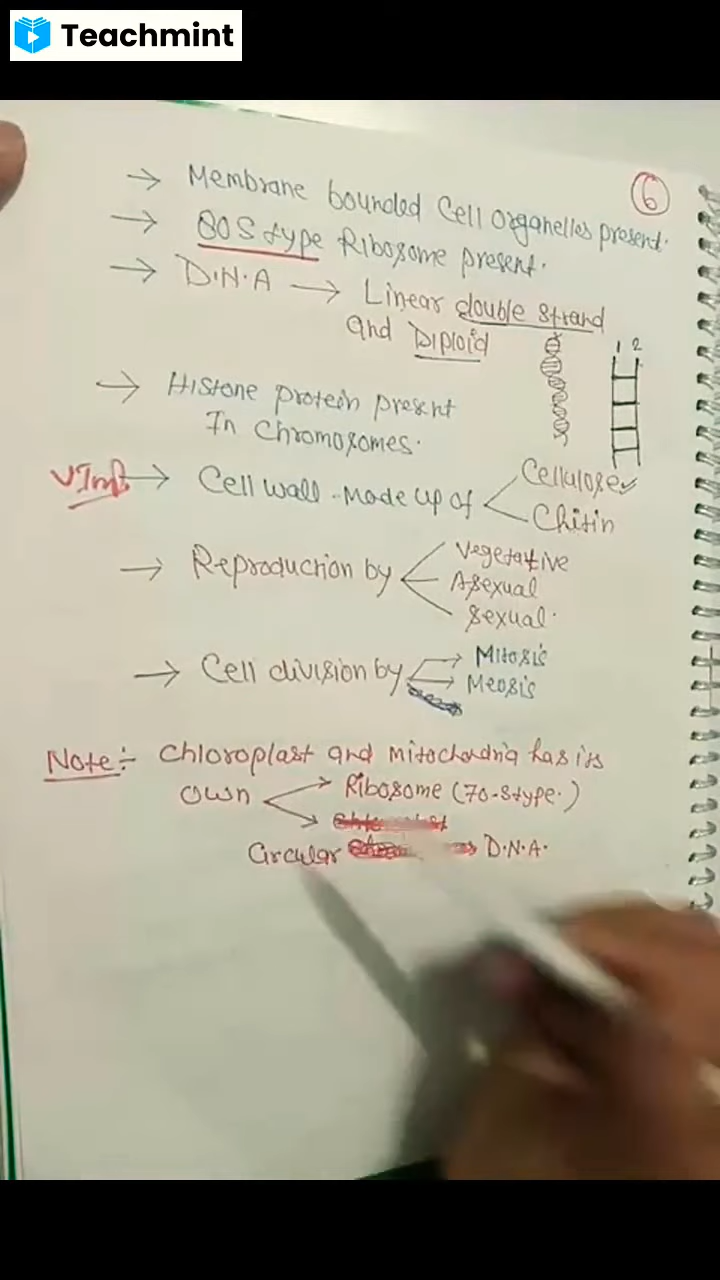 Teachmint
6
→ Membrane bounded Cell organelles present.
→ 80S type Ribosome present.
→ D.N.A → Linear double strand
and Diploid
1 2
→ Histone protein present
In chromosomes.
V Imp → Cell wall - Made up of
Cellulose ✓
Chitin
→ Reproduction by
Vegetative
Asexual
Sexual.
→ Cell division by
→ Mitosis
→ Meosis
Note:- Chloroplast and mitochondria has its
own → Ribosome (70-S type.)
→
Circular D.N.A.